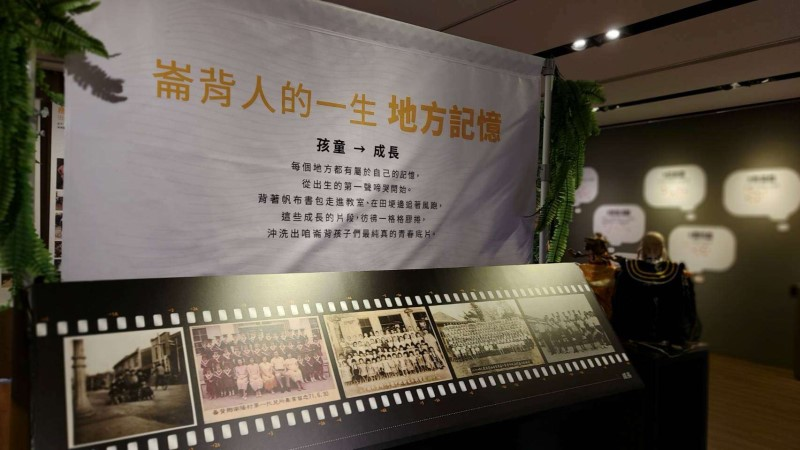 崙背人的一生 地方記憶
孩童 → 成長
每個地方都有屬於自己的記憶，
從出生的第一聲啼哭開始。
背著帆布書包走進教室，在田埂邊追著風跑，
這些成長的片段，彷彿一格格膠捲，
沖洗出咱崙背孩子們最純真的青春底片。